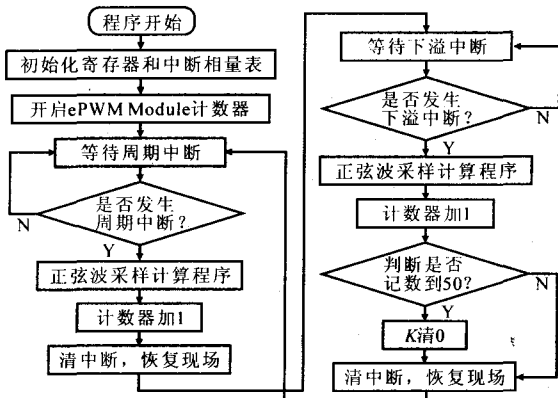 程序开始
初始化寄存器和中断相量表
开启ePWM Module计数器
等待周期中断
是否发生
周期中断?
N
Y
正弦波采样计算程序
计数器加1
清中断，恢复现场
等待下溢中断
是否发生
下溢中断?
N
Y
正弦波采样计算程序
计数器加1
判断是否
记数到50?
N
Y
K清0
清中断，恢复现场